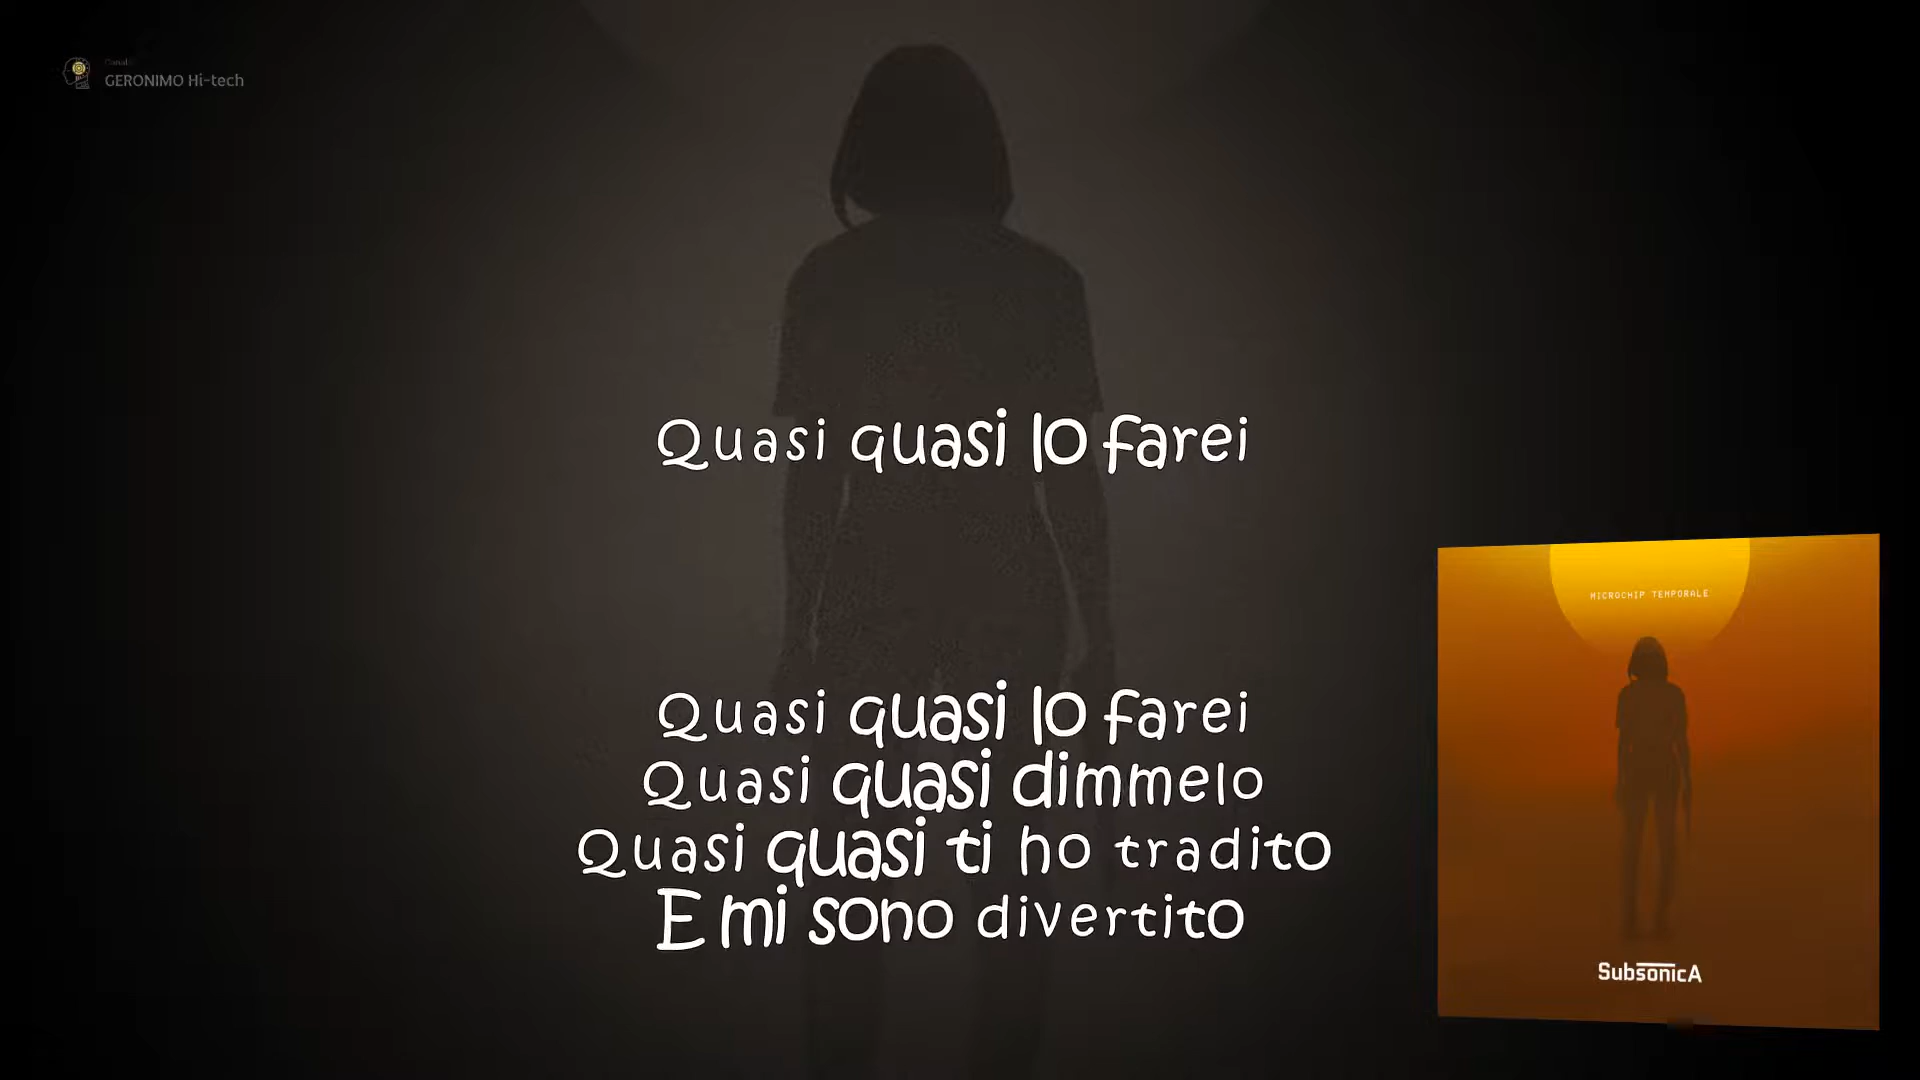 Canale
GERONIMO Hi-tech
Quasi quasi lo farei
Quasi quasi lo farei
Quasi quasi dimmelo
Quasi quasi ti ho tradito
E mi sono divertito
MICROCHIP TEMPORALE
SubsonicA